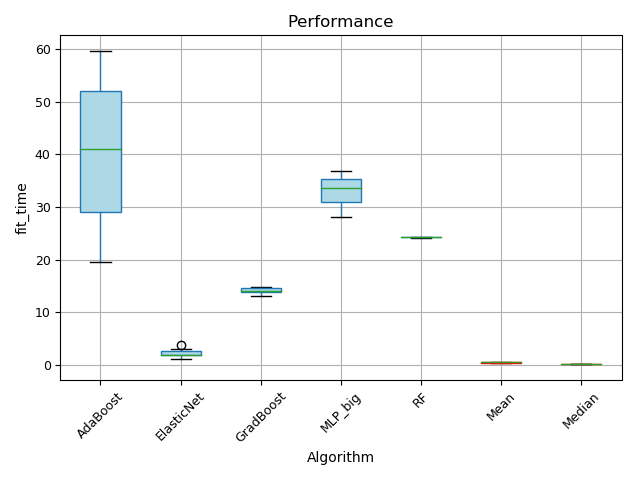 Performance
fit_time
60
50
40
30
20
10
0
AdaBoost
ElasticNet
GradBoost
MLP_big
RF
Mean
Median
Algorithm